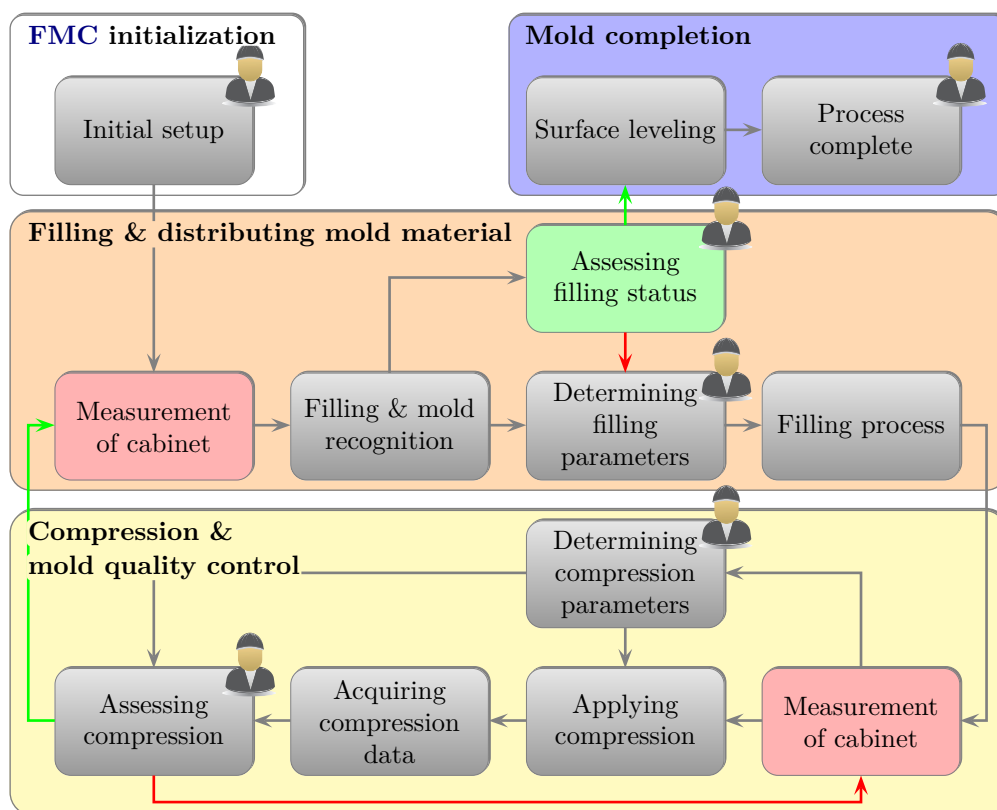 FMC initialization
Initial setup
Mold completion
Surface leveling
Process
complete
Filling & distributing mold material
Assessing
filling status
Measurement
of cabinet
Filling & mold
recognition
Determining
filling
parameters
Filling process
Compression &
mold quality control
Determining
compression
parameters
Assessing
compression
Acquiring
compression
data
Applying
compression
Measurement
of cabinet